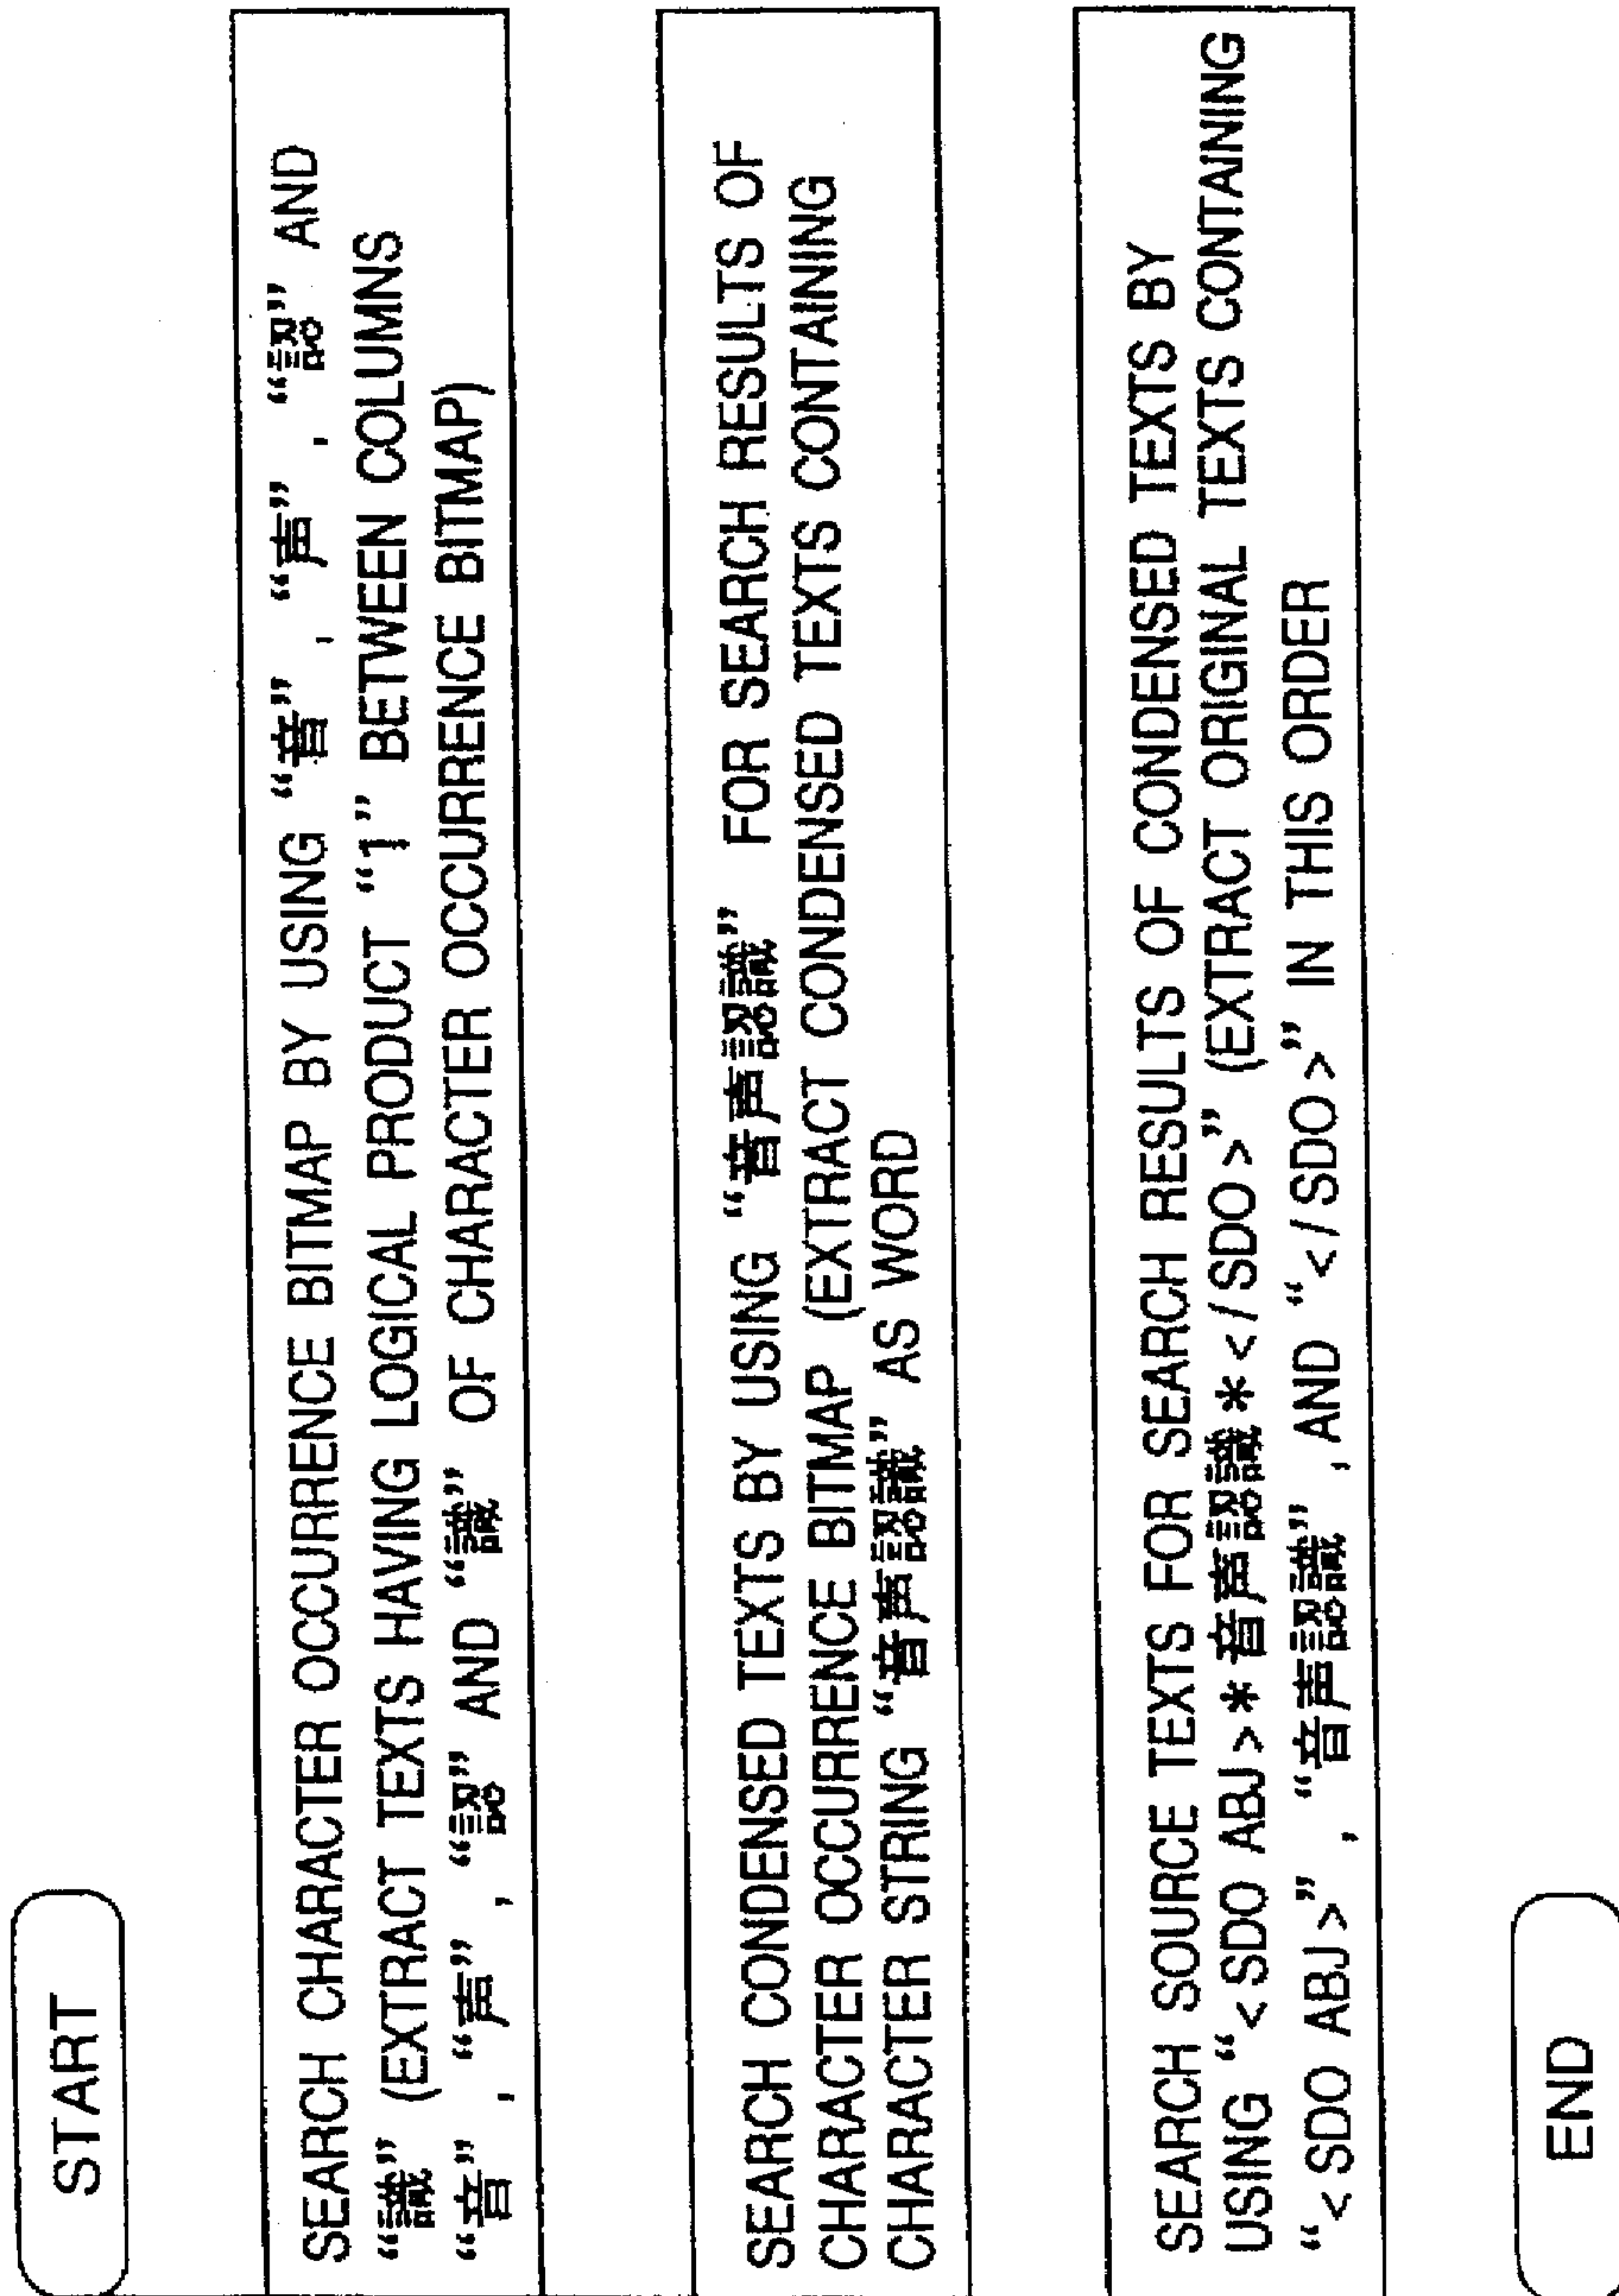 START
SEARCH CHARACTER OCCURRENCE BITMAP BY USING “音”, “声”, “認” AND
“識” (EXTRACT TEXTS HAVING LOGICAL PRODUCT “1” BETWEEN COLUMNS
“音”, “声”, “認” AND “識” OF CHARACTER OCCURRENCE BITMAP)
SEARCH CONDENSED TEXTS BY USING “音声認識” FOR SEARCH RESULTS OF
CHARACTER OCCURRENCE BITMAP (EXTRACT CONDENSED TEXTS CONTAINING
CHARACTER STRING “音声認識” AS WORD
SEARCH SOURCE TEXTS FOR SEARCH RESULTS OF CONDENSED TEXTS BY
USING “<SDO ABJ>*音声認識*</SDO>” (EXTRACT ORIGINAL TEXTS CONTAINING
“<SDO ABJ>”, “音声認識”, AND “</SDO>” IN THIS ORDER
END